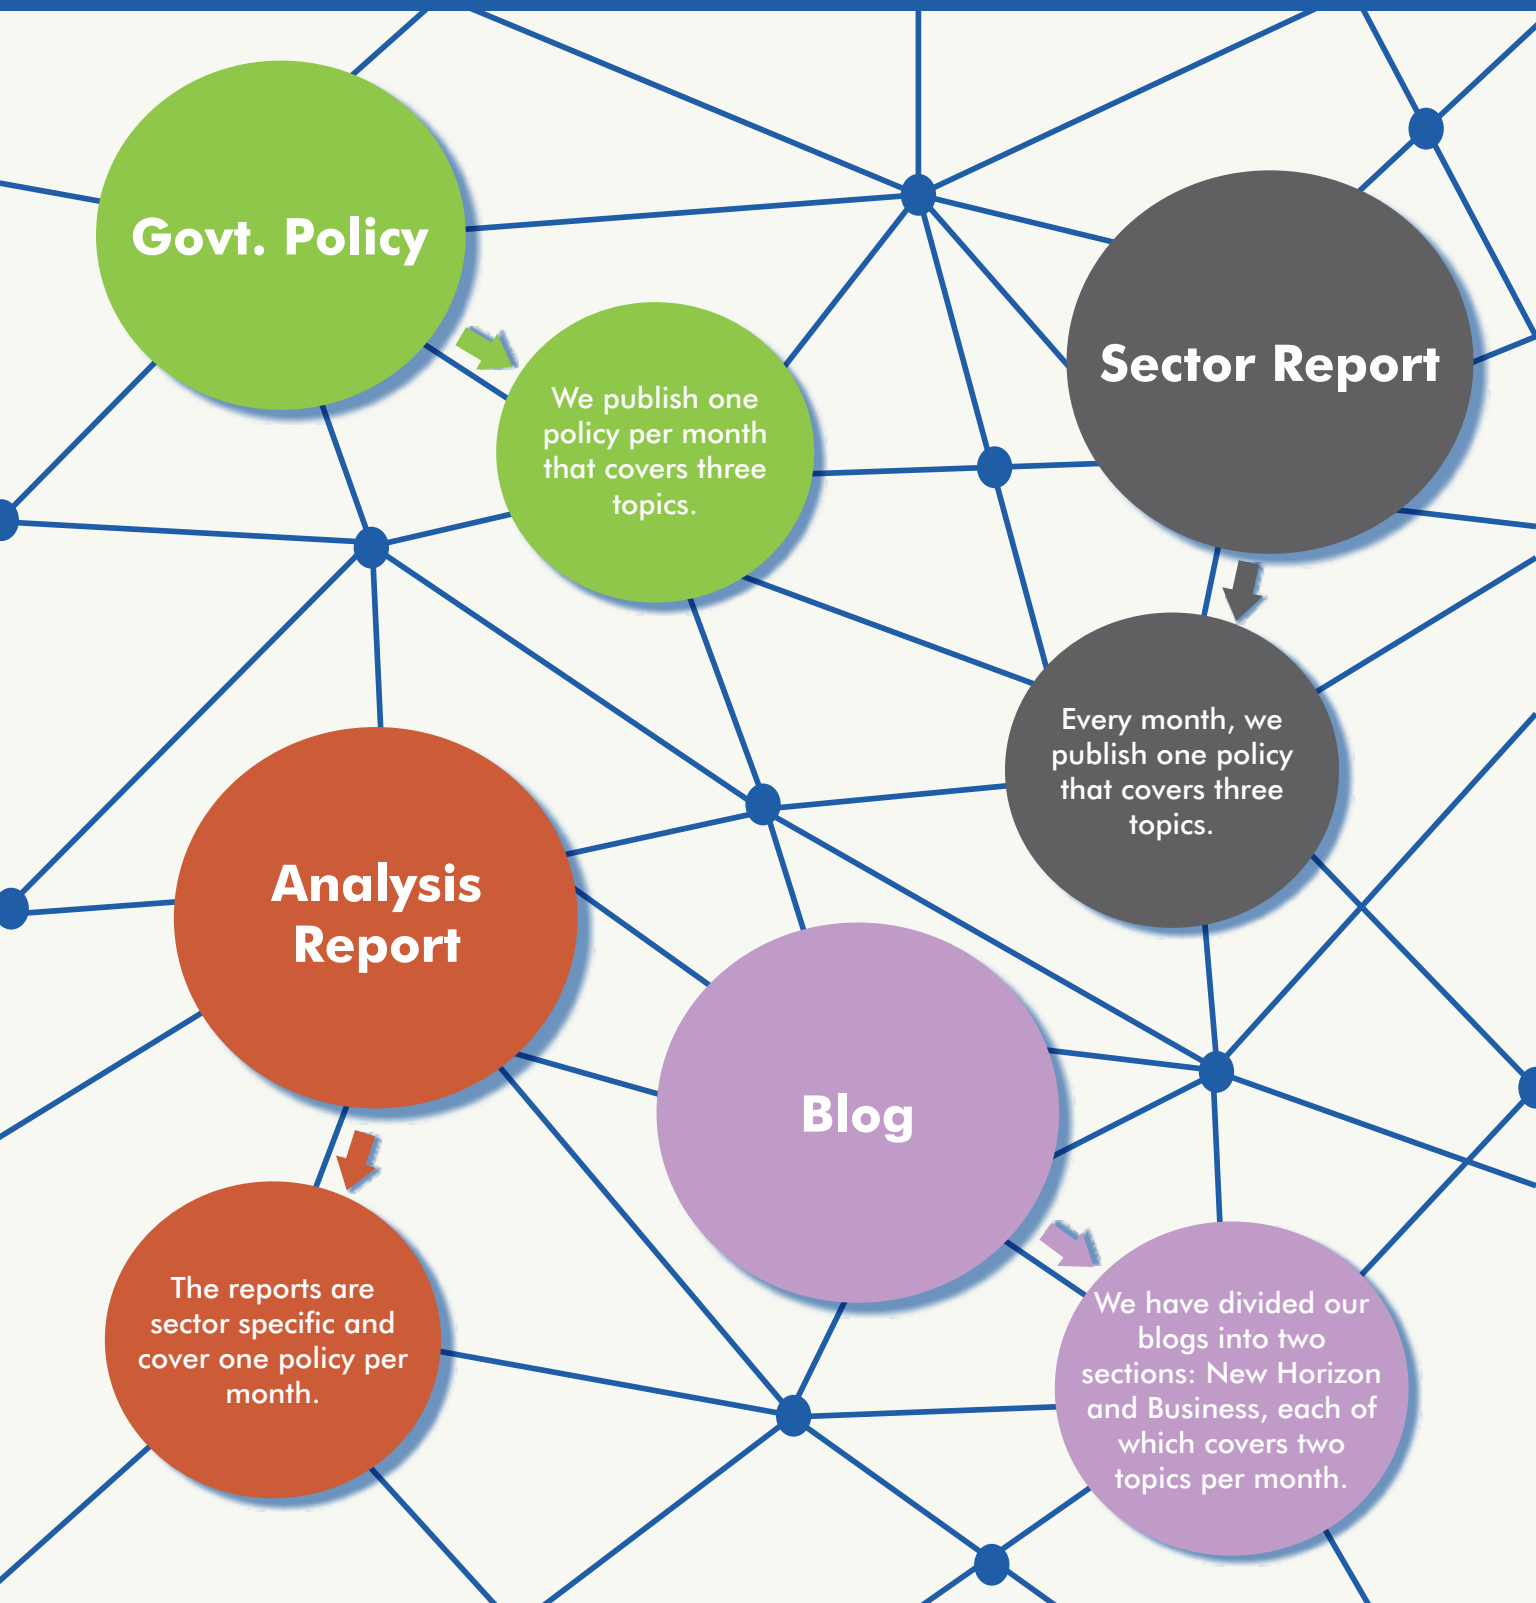 Govt. Policy
We publish one
policy per month
that covers three
topics.
Sector Report
Every month, we
publish one policy
that covers three
topics.
Analysis
Report
The reports are
sector specific and
cover one policy per
month.
Blog
We have divided our
blogs into two
sections: New Horizon
and Business, each of
which covers two
topics per month.